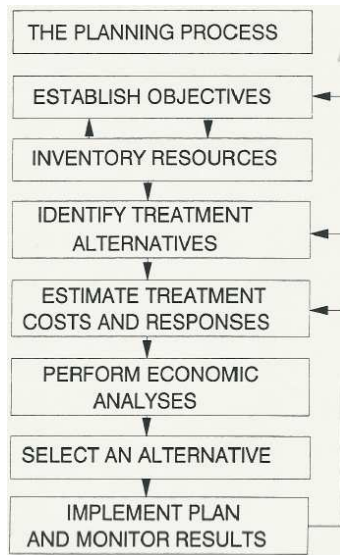 THE PLANNING PROCESS
ESTABLISH OBJECTIVES
INVENTORY RESOURCES
IDENTIFY TREATMENT
ALTERNATIVES
ESTIMATE TREATMENT
COSTS AND RESPONSES
PERFORM ECONOMIC
ANALYSES
SELECT AN ALTERNATIVE
IMPLEMENT PLAN
AND MONITOR RESULTS